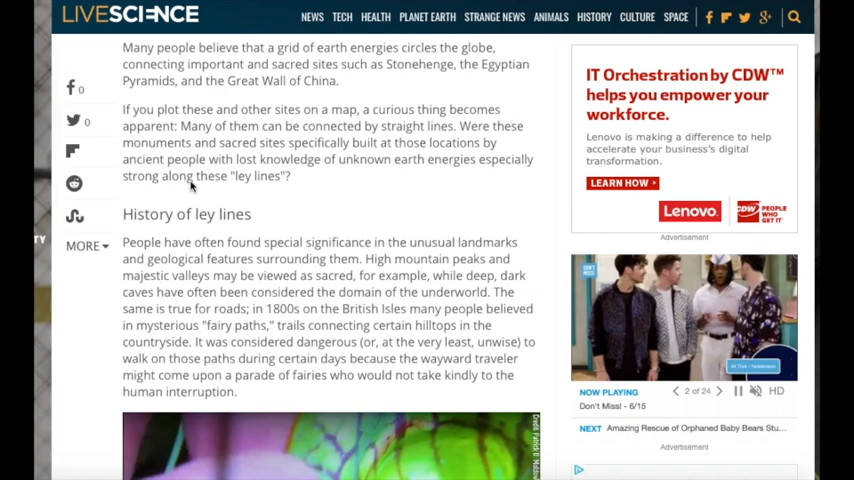 LIVESCIENCE
NEWS TECH HEALTH PLANET EARTH STRANGE NEWS ANIMALS HISTORY CULTURE SPACE
Many people believe that a grid of earth energies circles the globe,
connecting important and sacred sites such as Stonehenge, the Egyptian
Pyramids, and the Great Wall of China.
0
0
MORE
TY
If you plot these and other sites on a map, a curious thing becomes
apparent: Many of them can be connected by straight lines. Were these
monuments and sacred sites specifically built at those locations by
ancient people with lost knowledge of unknown earth energies especially
strong along these "ley lines"?
History of ley lines
People have often found special significance in the unusual landmarks
and geological features surrounding them. High mountain peaks and
majestic valleys may be viewed as sacred, for example, while deep, dark
caves have often been considered the domain of the underworld. The
same is true for roads; in 1800s on the British Isles many people believed
in mysterious "fairy paths," trails connecting certain hilltops in the
countryside. It was considered dangerous (or, at the very least, unwise) to
walk on those paths during certain days because the wayward traveler
might come upon a parade of fairies who would not take kindly to the
human interruption.
IT Orchestration by CDW™
helps you empower your
workforce.
Lenovo is making a difference to help
accelerate your business's digital
transformation.
LEARN HOW >
Lenovo
CDW PEOPLE
WHO
GET IT
Advertisement
DON'T
MISS!
NOW PLAYING
2 of 24
HD
Don't Miss! - 6/15
NEXT Amazing Rescue of Orphaned Baby Bears Stu...
Advertisement